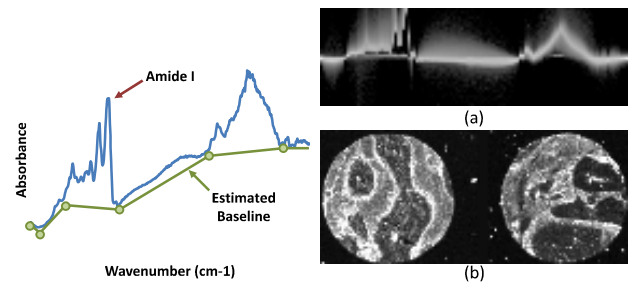 Amide I
Absorbance
Estimated
Baseline
Wavenumber (cm-1)
(a)
(b)